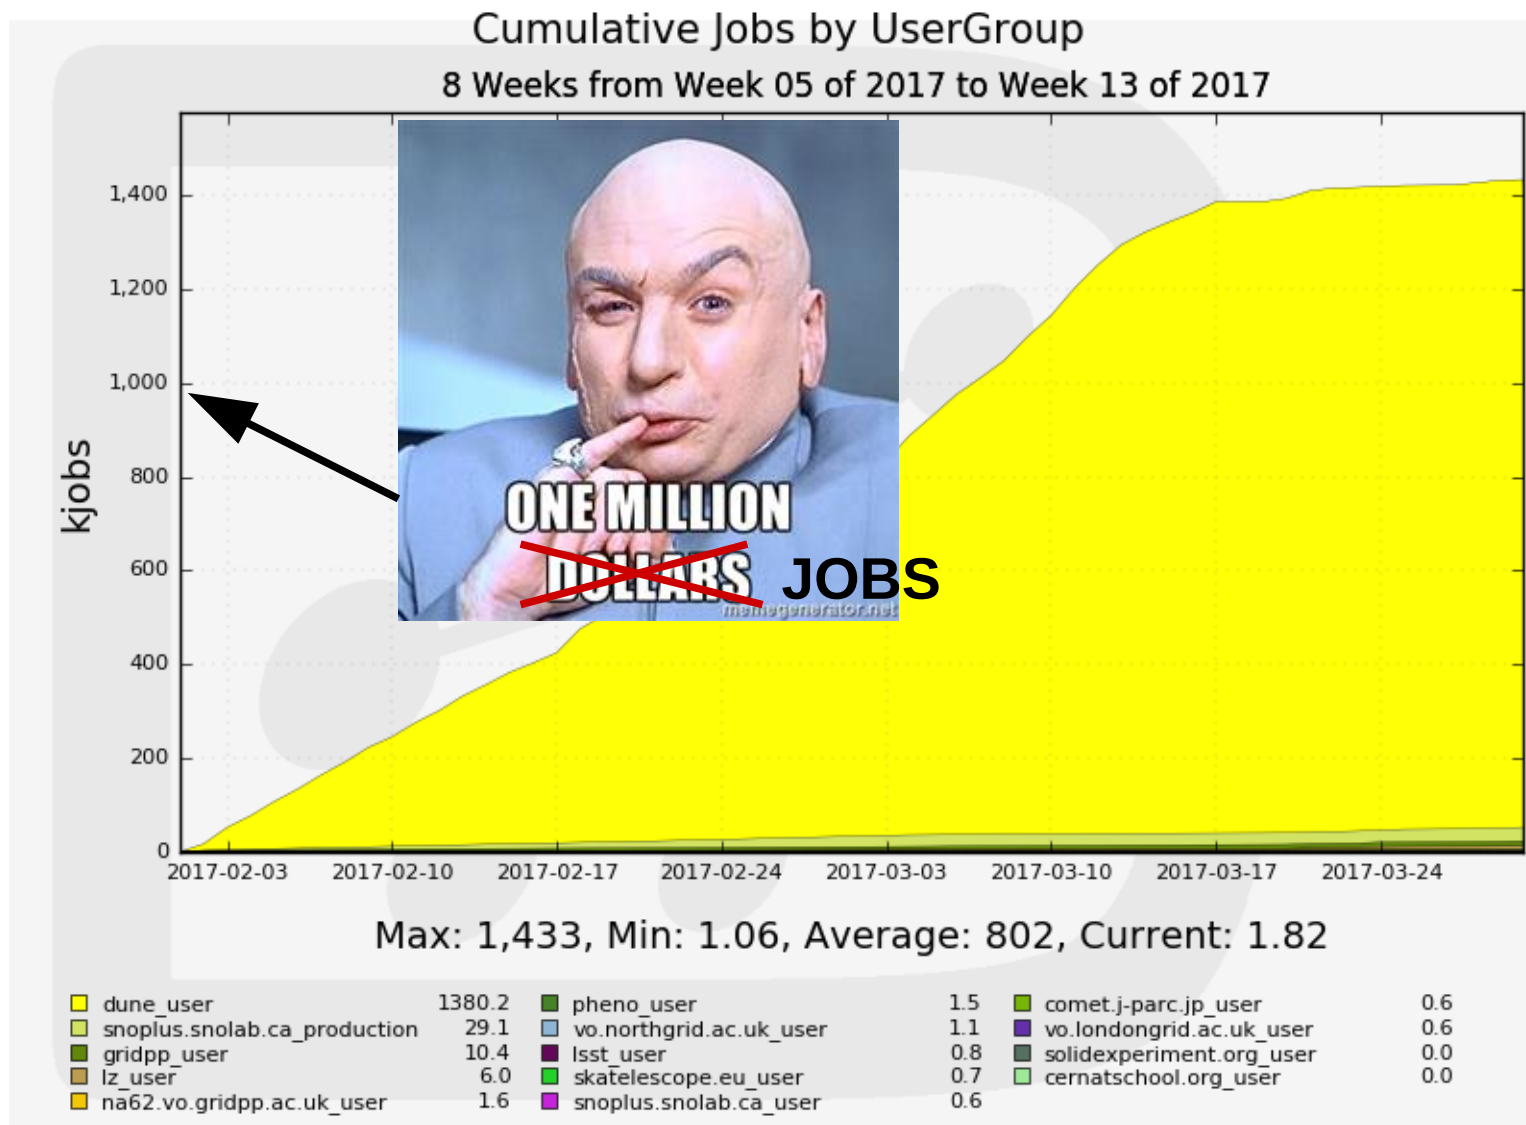 Cumulative Jobs by UserGroup
8 Weeks from Week 05 of 2017 to Week 13 of 2017
1,400
1,200
1,000
800
600
400
200
0
kjobs
ONE MILLION
DOLLARS JOBS
memegenerator.net
2017-02-03 2017-02-10 2017-02-17 2017-02-24 2017-03-03 2017-03-10 2017-03-17 2017-03-24
Max: 1,433, Min: 1.06, Average: 802, Current: 1.82
dune_user 1380.2 pheno_user 1.5 comet.j-parc.jp_user 0.6
snoplus.snolab.ca_production 29.1 vo.northgrid.ac.uk_user 1.1 vo.londongrid.ac.uk_user 0.6
gridpp_user 10.4 lsst_user 0.8 solidexperiment.org_user 0.0
lz_user 6.0 skatelescope.eu_user 0.7 cernatschool.org_user 0.0
na62.vo.gridpp.ac.uk_user 1.6 snoplus.snolab.ca_user 0.6